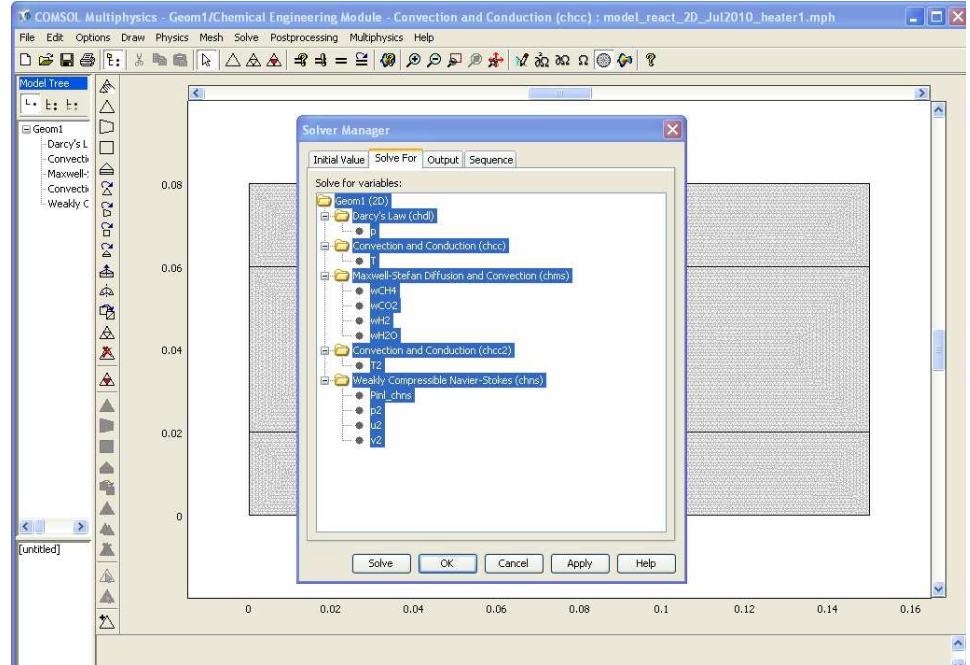 COMSOL Multiphysics - Geom1/Chemical Engineering Module - Convection and Conduction (chcc) : model_react_2D_Jul2010_heater1.mph
File Edit Options Draw Physics Mesh Solve Postprocessing Multiphysics Help
Model Tree
Geom1
Darcy's L
Convecti
Maxwell-
Convecti
Weakly C
[untitled]
Solver Manager
Initial Value Solve For Output Sequence
Solve for variables:
Geom1 (2D)
Darcy's Law (chdl)
p
Convection and Conduction (chcc)
T
Maxwell-Stefan Diffusion and Convection (chms)
wCH4
wCO2
wH2
wH2O
Convection and Conduction (chcc2)
T2
Weakly Compressible Navier-Stokes (chns)
Pinl_chns
p2
u2
v2
Solve OK Cancel Apply Help
0.08
0.06
0.04
0.02
0
0 0.02 0.04 0.06 0.08 0.1 0.12 0.14 0.16